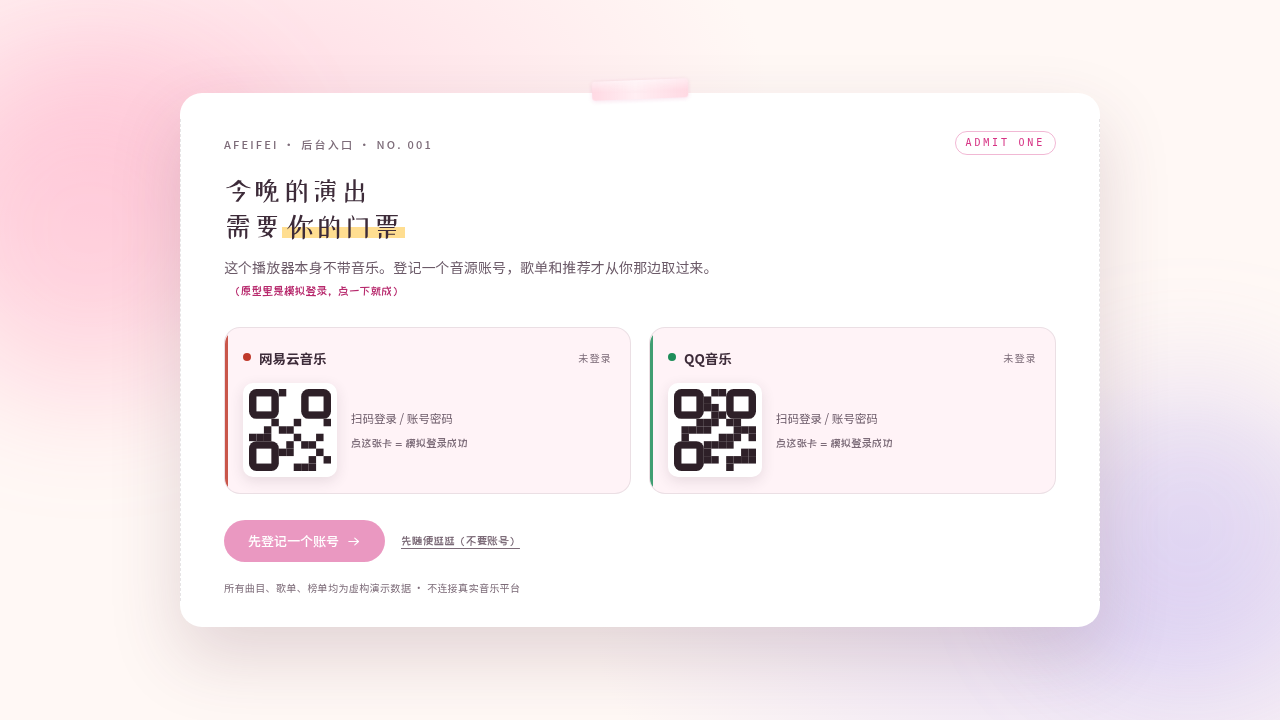 AFEIFEI · 后台入口 · NO. 001
ADMIT ONE
今晚的演出
需要你的门票
这个播放器本身不带音乐。登记一个音源账号，歌单和推荐才从你那边取过来。
（原型里是模拟登录，点一下就成）
网易云音乐
未登录
扫码登录 / 账号密码
点这张卡 = 模拟登录成功
QQ音乐
未登录
扫码登录 / 账号密码
点这张卡 = 模拟登录成功
先登记一个账号 →
先随便逛逛（不要账号）
所有曲目、歌单、榜单均为虚构演示数据 · 不连接真实音乐平台